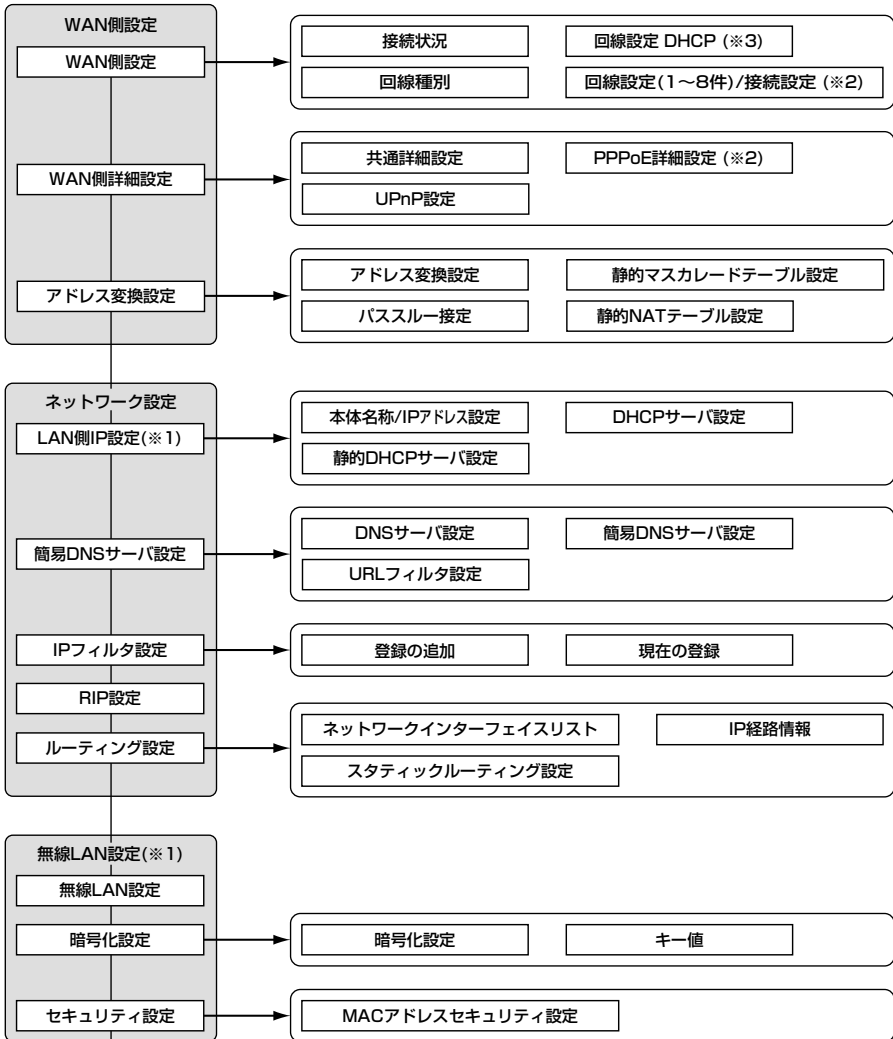 WAN側設定
WAN側設定
接続状況
回線設定 DHCP (※3)
回線種別
回線設定(1〜8件)/接続設定 (※2)
WAN側詳細設定
共通詳細設定
PPPoE詳細設定 (※2)
UPnP設定
アドレス変換設定
アドレス変換設定
静的マスカレードテーブル設定
パススルー接定
静的NATテーブル設定
ネットワーク設定
LAN側IP設定(※1)
本体名称/IPアドレス設定
DHCPサーバ設定
静的DHCPサーバ設定
簡易DNSサーバ設定
DNSサーバ設定
簡易DNSサーバ設定
URLフィルタ設定
IPフィルタ設定
登録の追加
現在の登録
RIP設定
ルーティング設定
ネットワークインターフェイスリスト
IP経路情報
スタティックルーティング設定
無線LAN設定(※1)
無線LAN設定
暗号化設定
暗号化設定
キー値
セキュリティ設定
MACアドレスセキュリティ設定